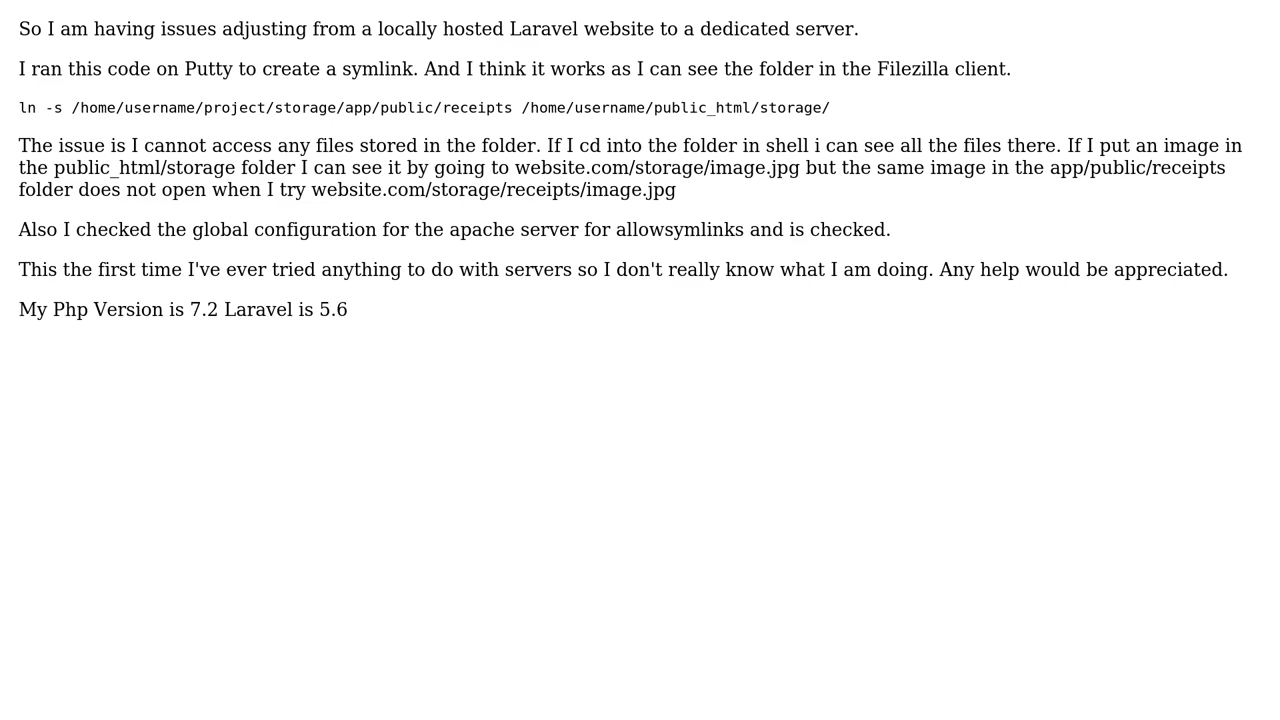 So I am having issues adjusting from a locally hosted Laravel website to a dedicated server.
I ran this code on Putty to create a symlink. And I think it works as I can see the folder in the Filezilla client.
ln -s /home/username/project/storage/app/public/receipts /home/username/public_html/storage/
The issue is I cannot access any files stored in the folder. If I cd into the folder in shell i can see all the files there. If I put an image in
the public_html/storage folder I can see it by going to website.com/storage/image.jpg but the same image in the app/public/receipts
folder does not open when I try website.com/storage/receipts/image.jpg
Also I checked the global configuration for the apache server for allowsymlinks and is checked.
This the first time I've ever tried anything to do with servers so I don't really know what I am doing. Any help would be appreciated.
My Php Version is 7.2 Laravel is 5.6